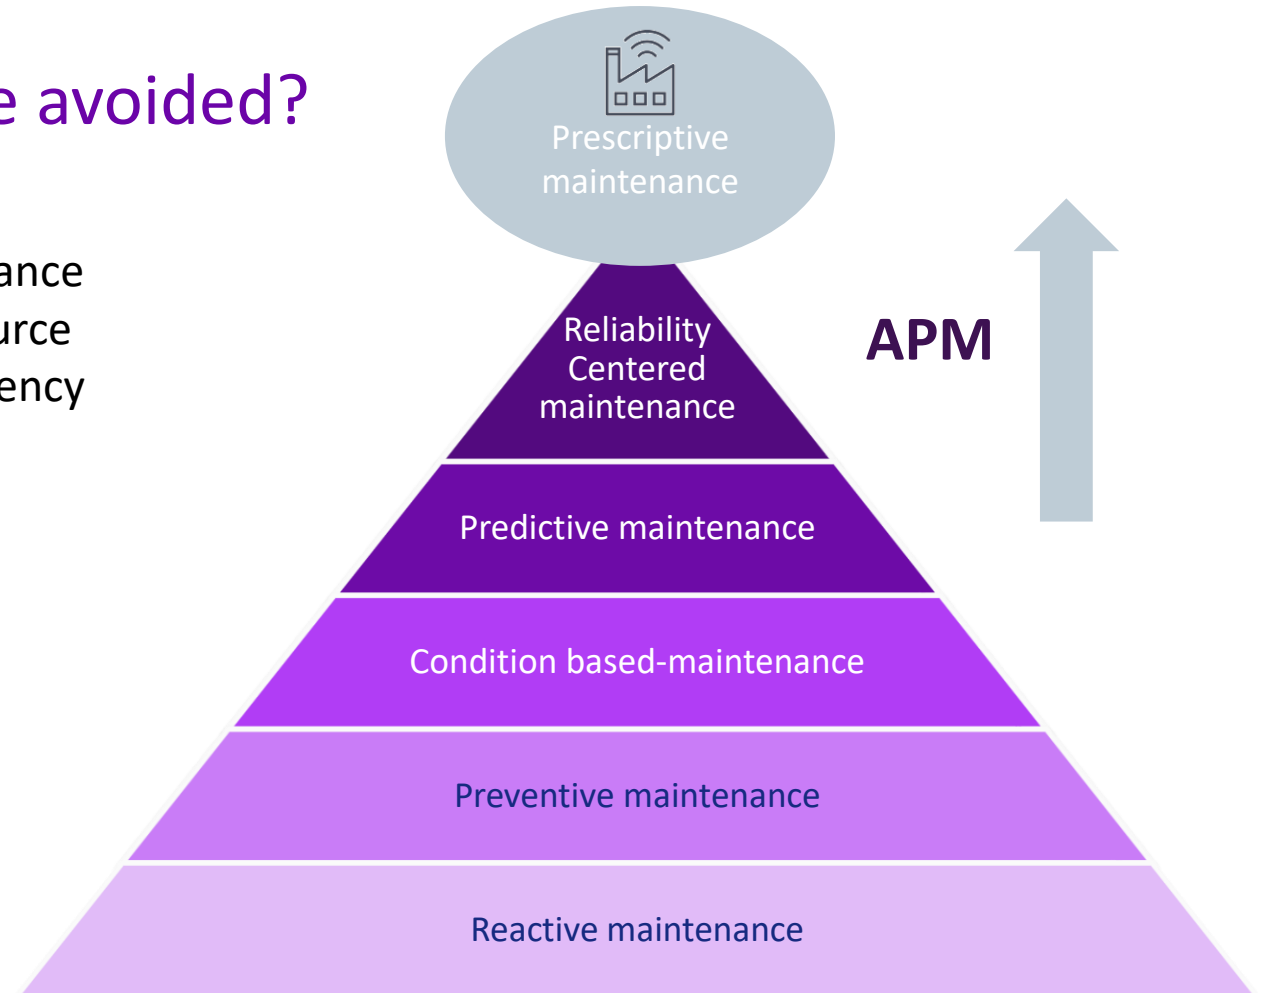 e avoided?
ance
urce
ency
Prescriptive
maintenance
Reliability
Centered
maintenance
APM
Predictive maintenance
Condition based-maintenance
Preventive maintenance
Reactive maintenance